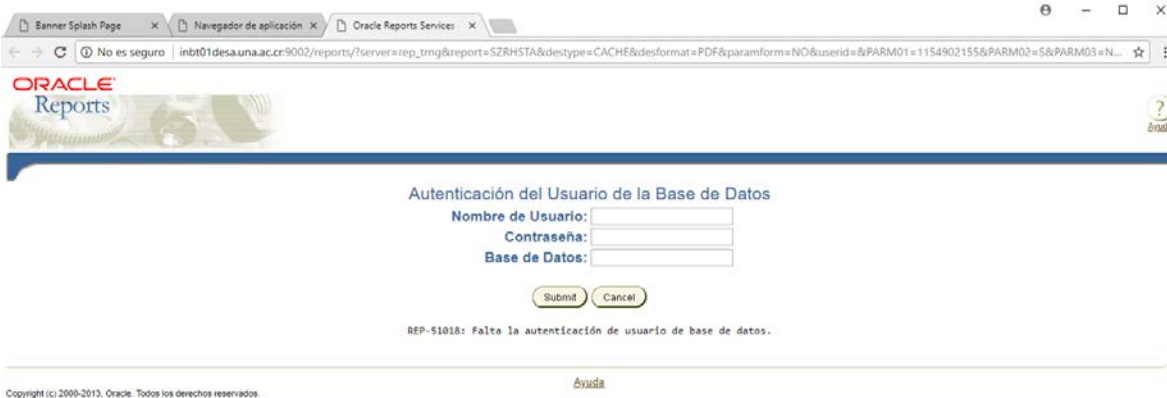 Banner Splash Page
Navegador de aplicación
Oracle Reports Services
No es seguro | inbt01desa.una.ac.cr:9002/reports/?server=rep_trng&report=SZRHSTA&destype=CACHE&desformat=PDF&paramform=NO&userid=&PARM01=1154902155&PARM02=S&PARM03=N...
ORACLE
Reports
?
Autenticación del Usuario de la Base de Datos
Nombre de Usuario:
Contraseña:
Base de Datos:
Submit Cancel
REP-51018: Falta la autenticación de usuario de base de datos.
Ayuda
Copyright (c) 2000-2013, Oracle. Todos los derechos reservados.